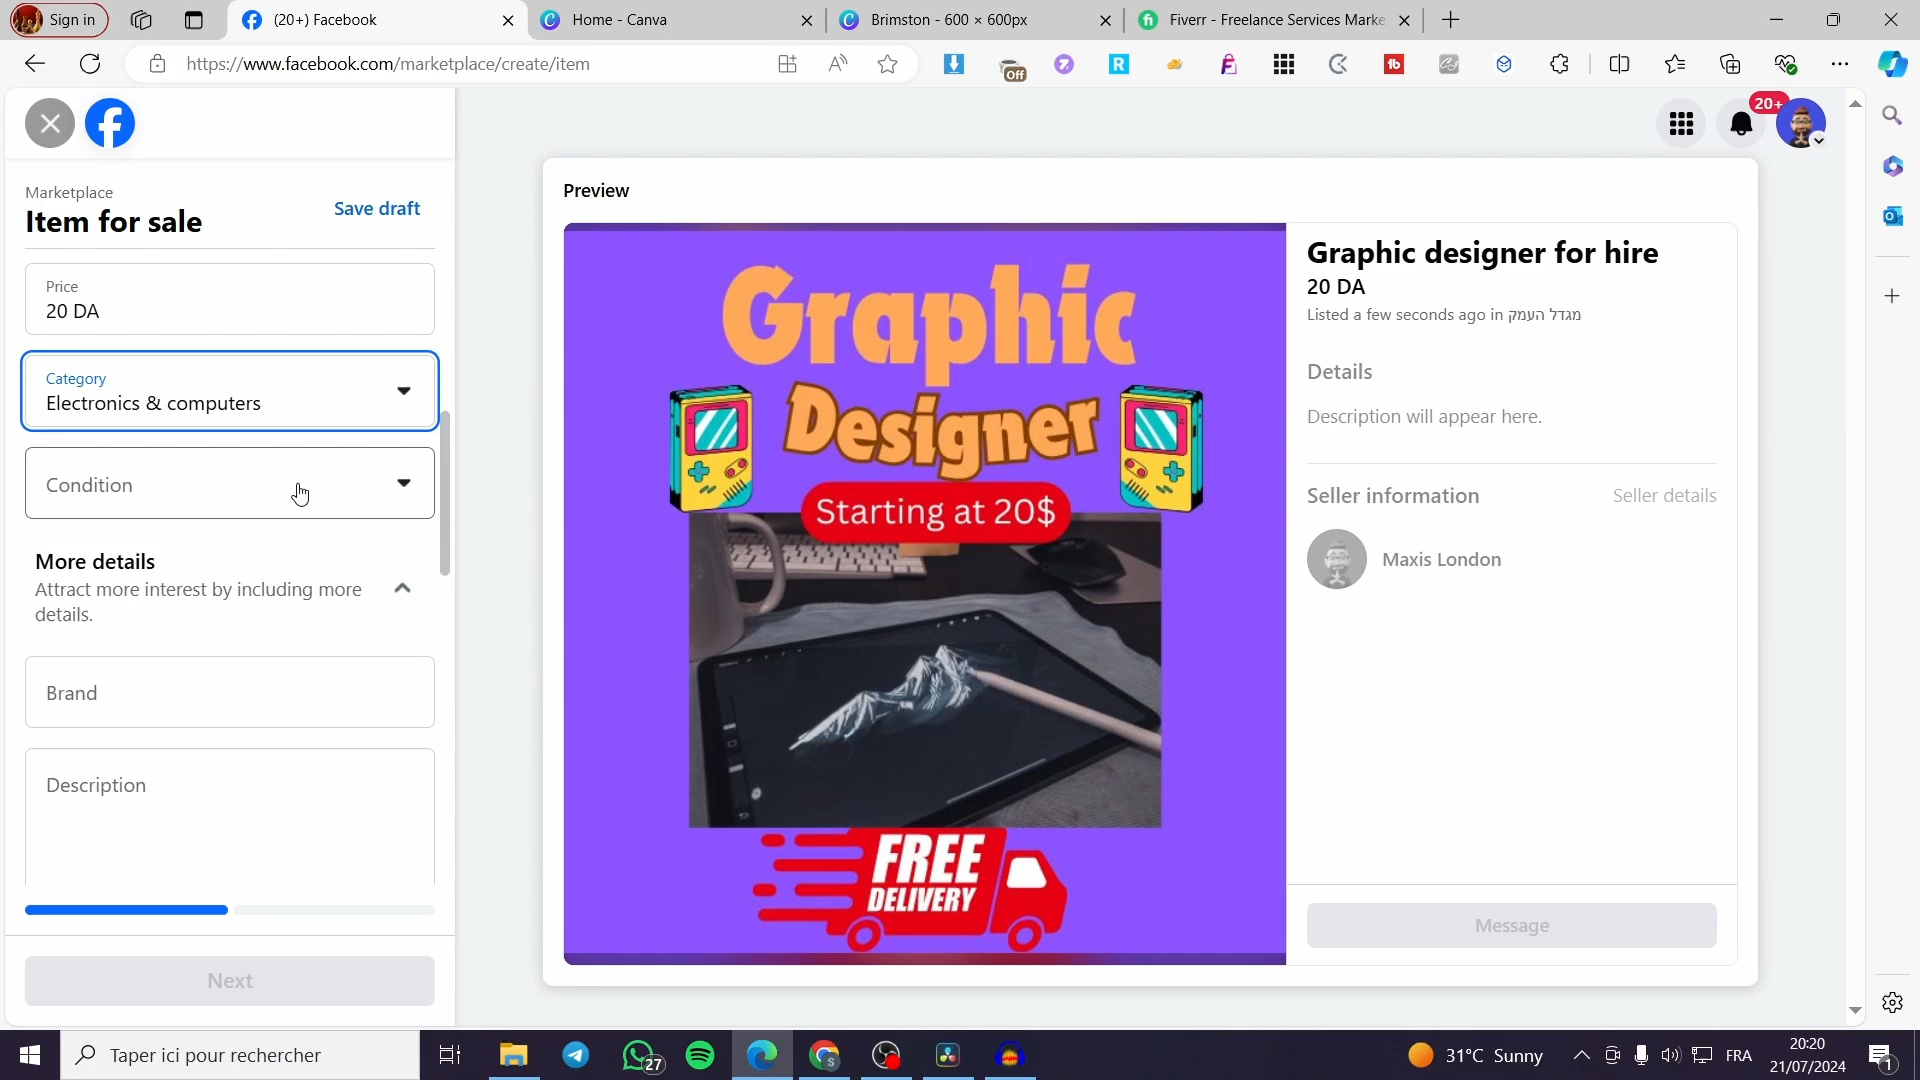 Sign in
(20+) Facebook
Home - Canva
Brimston - 600 × 600px
Fiverr - Freelance Services Marke
https://www.facebook.com/marketplace/create/item
Off
20+
Marketplace
Item for sale
Save draft
Price
20 DA
Category
Electronics & computers
Condition
More details
Attract more interest by including more
details.
Brand
Description
Next
Preview
Graphic
Designer
Starting at 20$
FREE
DELIVERY
Graphic designer for hire
20 DA
Listed a few seconds ago in מגדל העמק
Details
Description will appear here.
Seller information
Seller details
Maxis London
Message
Taper ici pour rechercher
27
31°C Sunny
FRA
20:20
21/07/2024
1